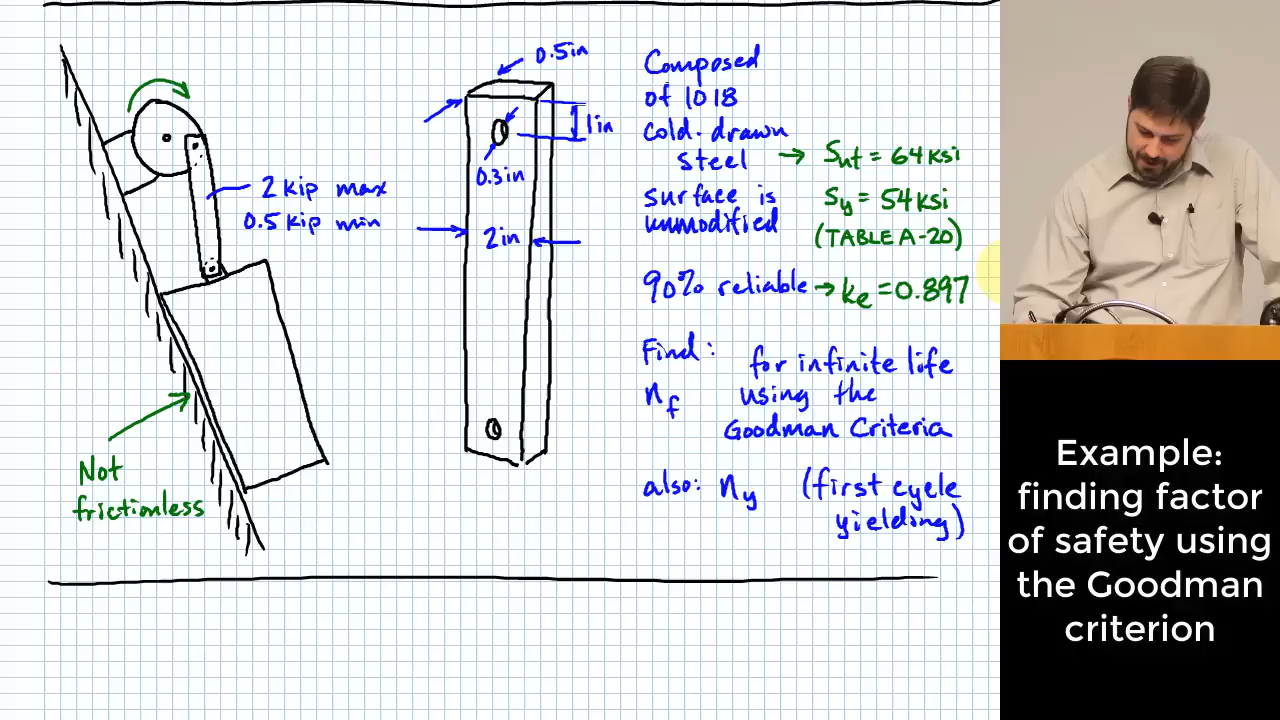 0.5in
Composed
of 1018
cold-drawn
steel → Sut = 64 ksi
surface is
unmodified
Sy = 54 ksi
(TABLE A-20)
1in
0.3in
2 kip max
0.5 kip min
2in
90% reliable → ke = 0.897
Find:
nf
for infinite life
using the
Goodman Criteria
also: ny (first cycle
yielding)
Not
frictionless
Example:
finding factor
of safety using
the Goodman
criterion